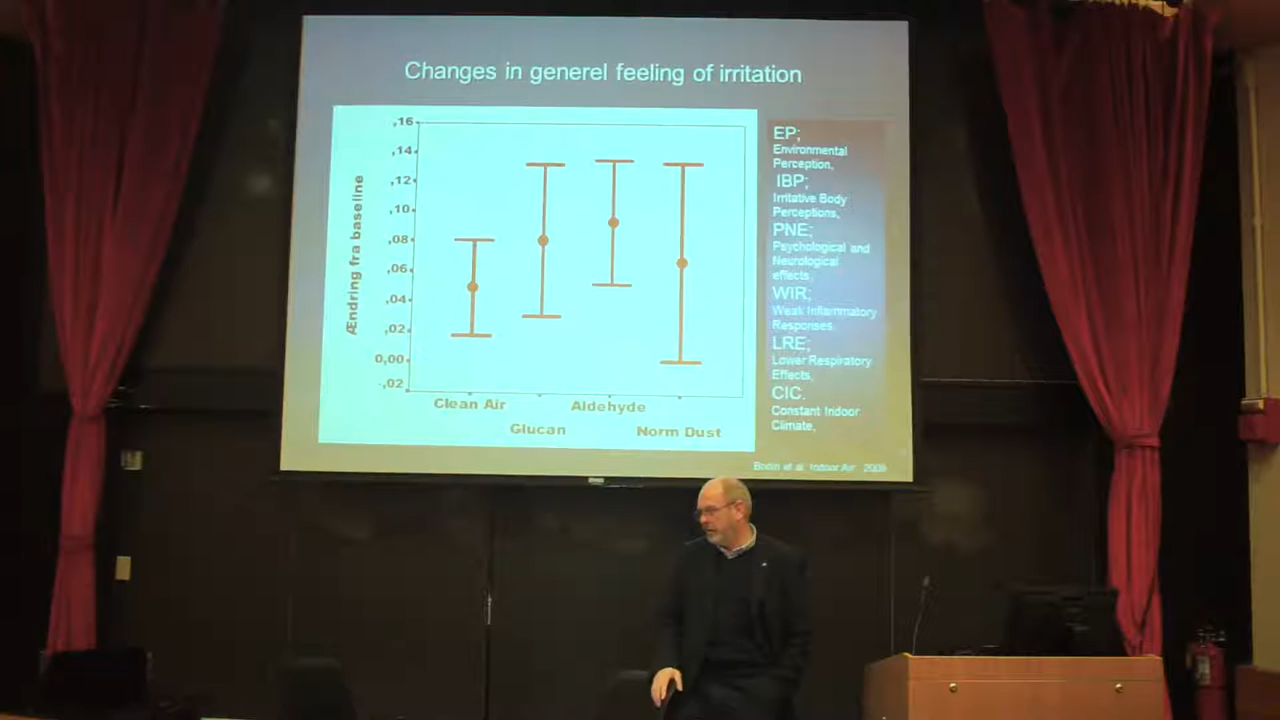 Changes in generel feeling of irritation
Ændring fra baseline
,16
,14
,12
,10
,08
,06
,04
,02
0,00
-,02
Clean Air
Glucan
Aldehyde
Norm Dust
EP;
Environmental
Perception,
IBP;
Irritative Body
Perceptions,
PNE;
Psychological and
Neurological
effects,
WIR;
Weak Inflammatory
Responses,
LRE;
Lower Respiratory
Effects,
CIC.
Constant Indoor
Climate,
et al, Indoor Air